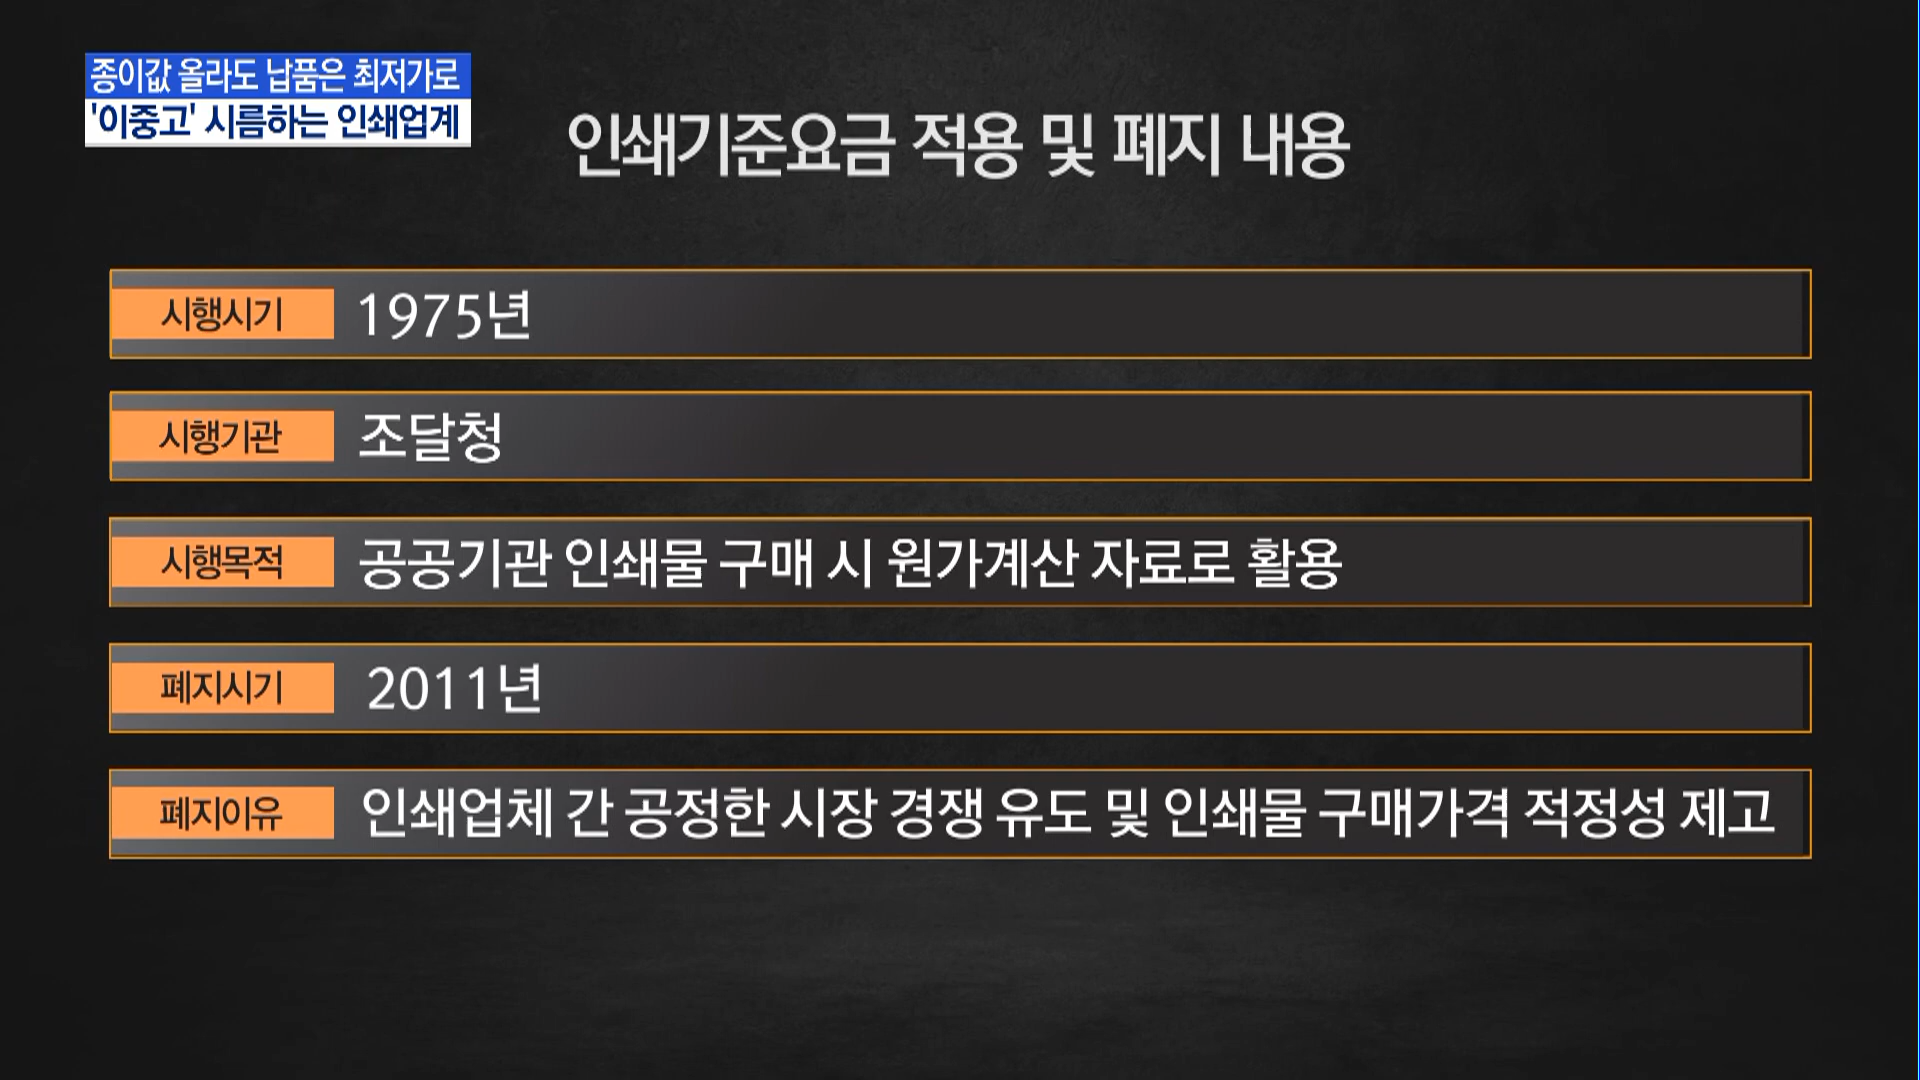 종이값 올라도 납품은 최저가로
'이중고' 시름하는 인쇄업계
인쇄기준요금 적용 및 폐지 내용
시행시기 1975년
시행기관 조달청
시행목적 공공기관 인쇄물 구매 시 원가계산 자료로 활용
폐지시기 2011년
폐지이유 인쇄업체 간 공정한 시장 경쟁 유도 및 인쇄물 구매가격 적정성 제고